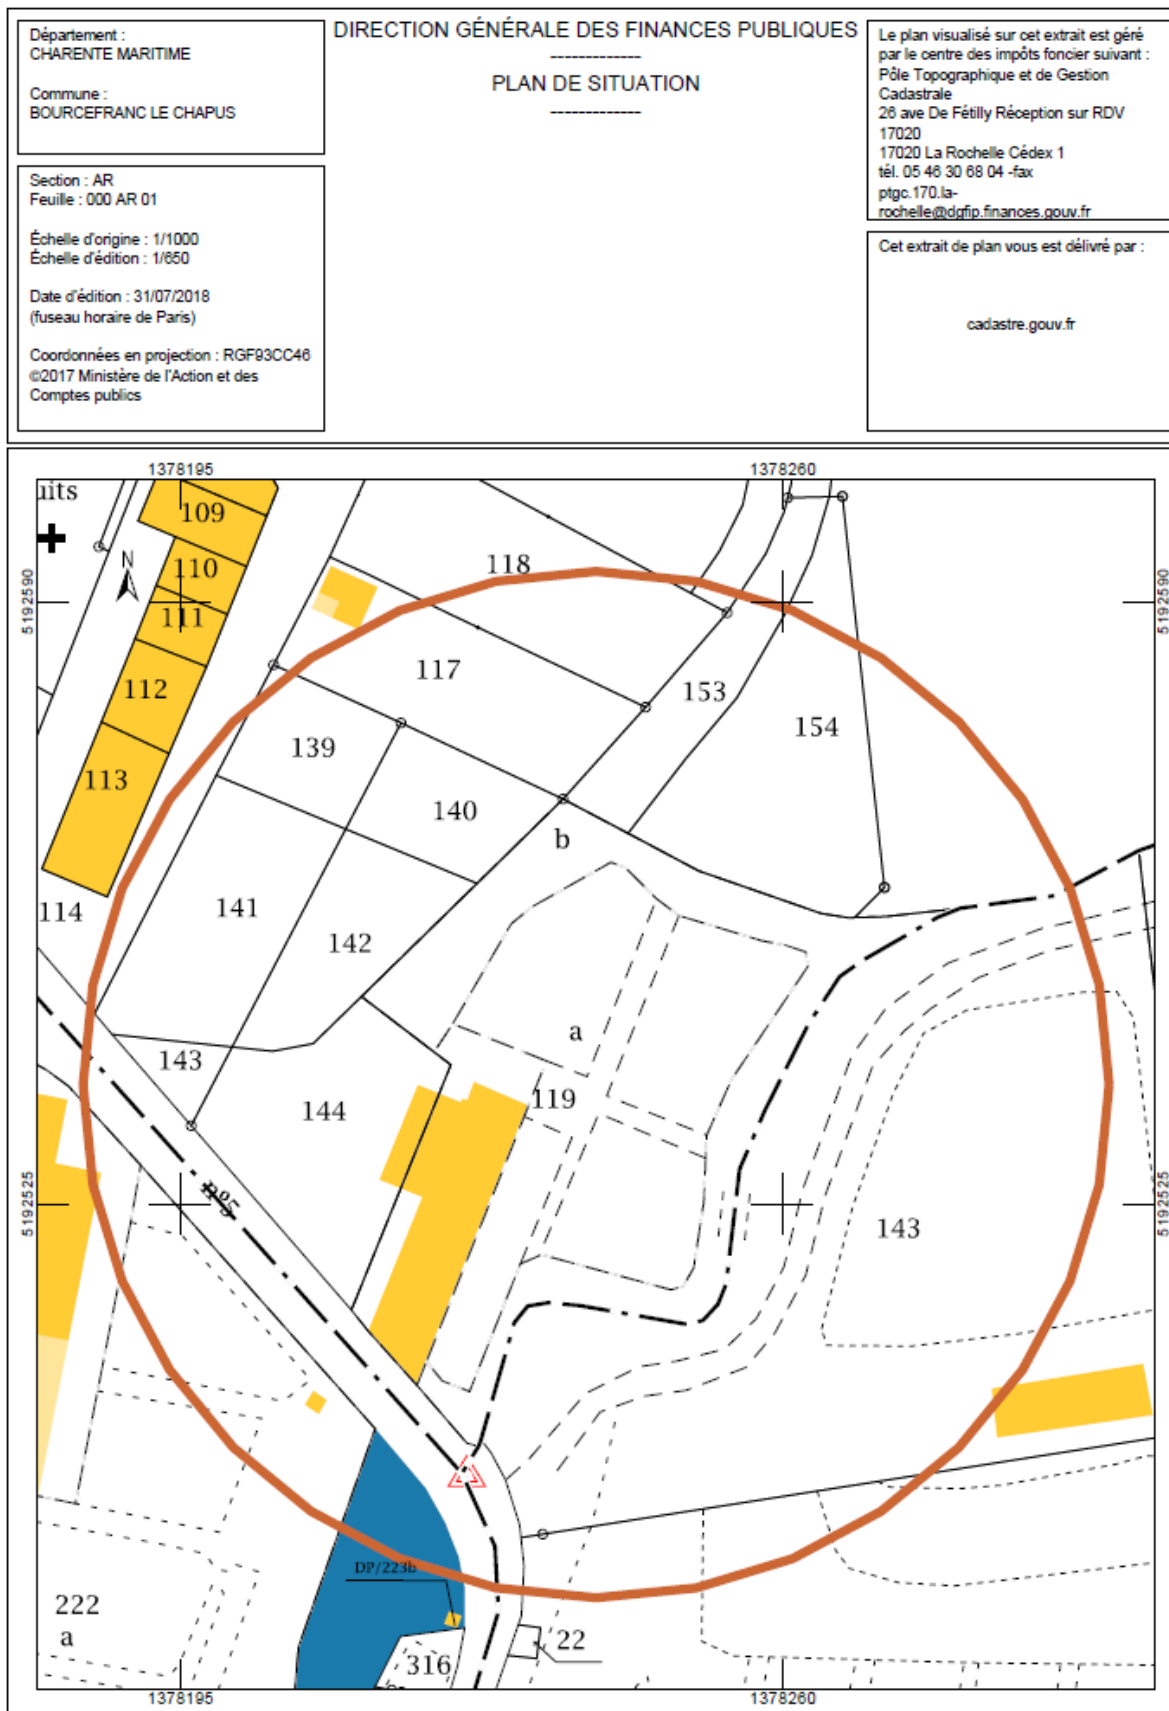 Département :
CHARENTE MARITIME
Commune :
BOURCEFRANC LE CHAPUS
Section : AR
Feuille : 000 AR 01
Échelle d'origine : 1/1000
Échelle d'édition : 1/650
Date d'édition : 31/07/2018
(fuseau horaire de Paris)
Coordonnées en projection : RGF93CC46
©2017 Ministère de l'Action et des
Comptes publics
DIRECTION GÉNÉRALE DES FINANCES PUBLIQUES
-------------
PLAN DE SITUATION
-------------
Le plan visualisé sur cet extrait est géré
par le centre des impôts foncier suivant :
Pôle Topographique et de Gestion
Cadastrale
26 ave De Fétilly Réception sur RDV
17020
17020 La Rochelle Cédex 1
tél. 05 46 30 68 04 -fax
ptgc.170.la-
rochelle@dgfip.finances.gouv.fr
Cet extrait de plan vous est délivré par :
cadastre.gouv.fr
1378195
1378260
uits
109
N
110
118
5192590
5192590
111
117
112
153
154
139
113
140
b
141
114
142
a
143
119
144
n°5
5192525
5192525
143
DP/223b
222
a
22
316
1378195
1378260